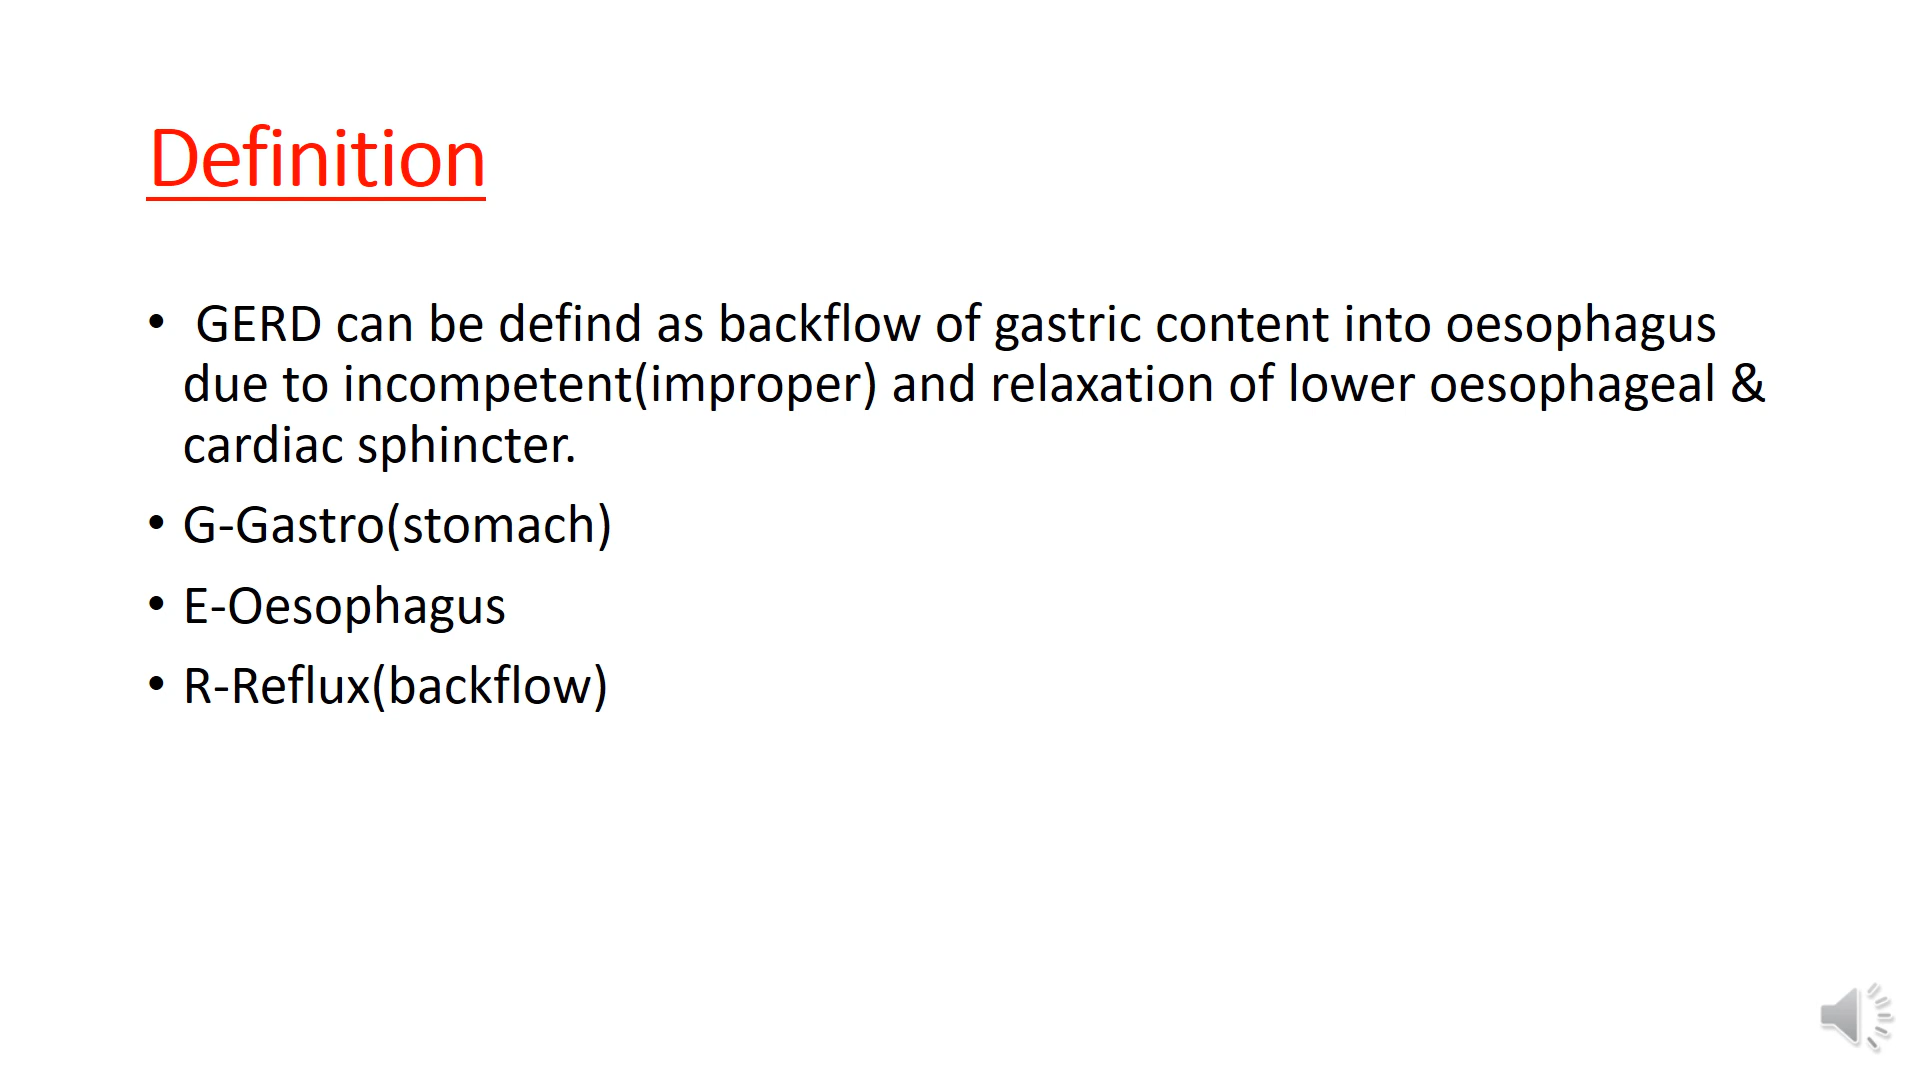 Definition
• GERD can be defind as backflow of gastric content into oesophagus
due to incompetent(improper) and relaxation of lower oesophageal &
cardiac sphincter.
• G-Gastro(stomach)
• E-Oesophagus
• R-Reflux(backflow)